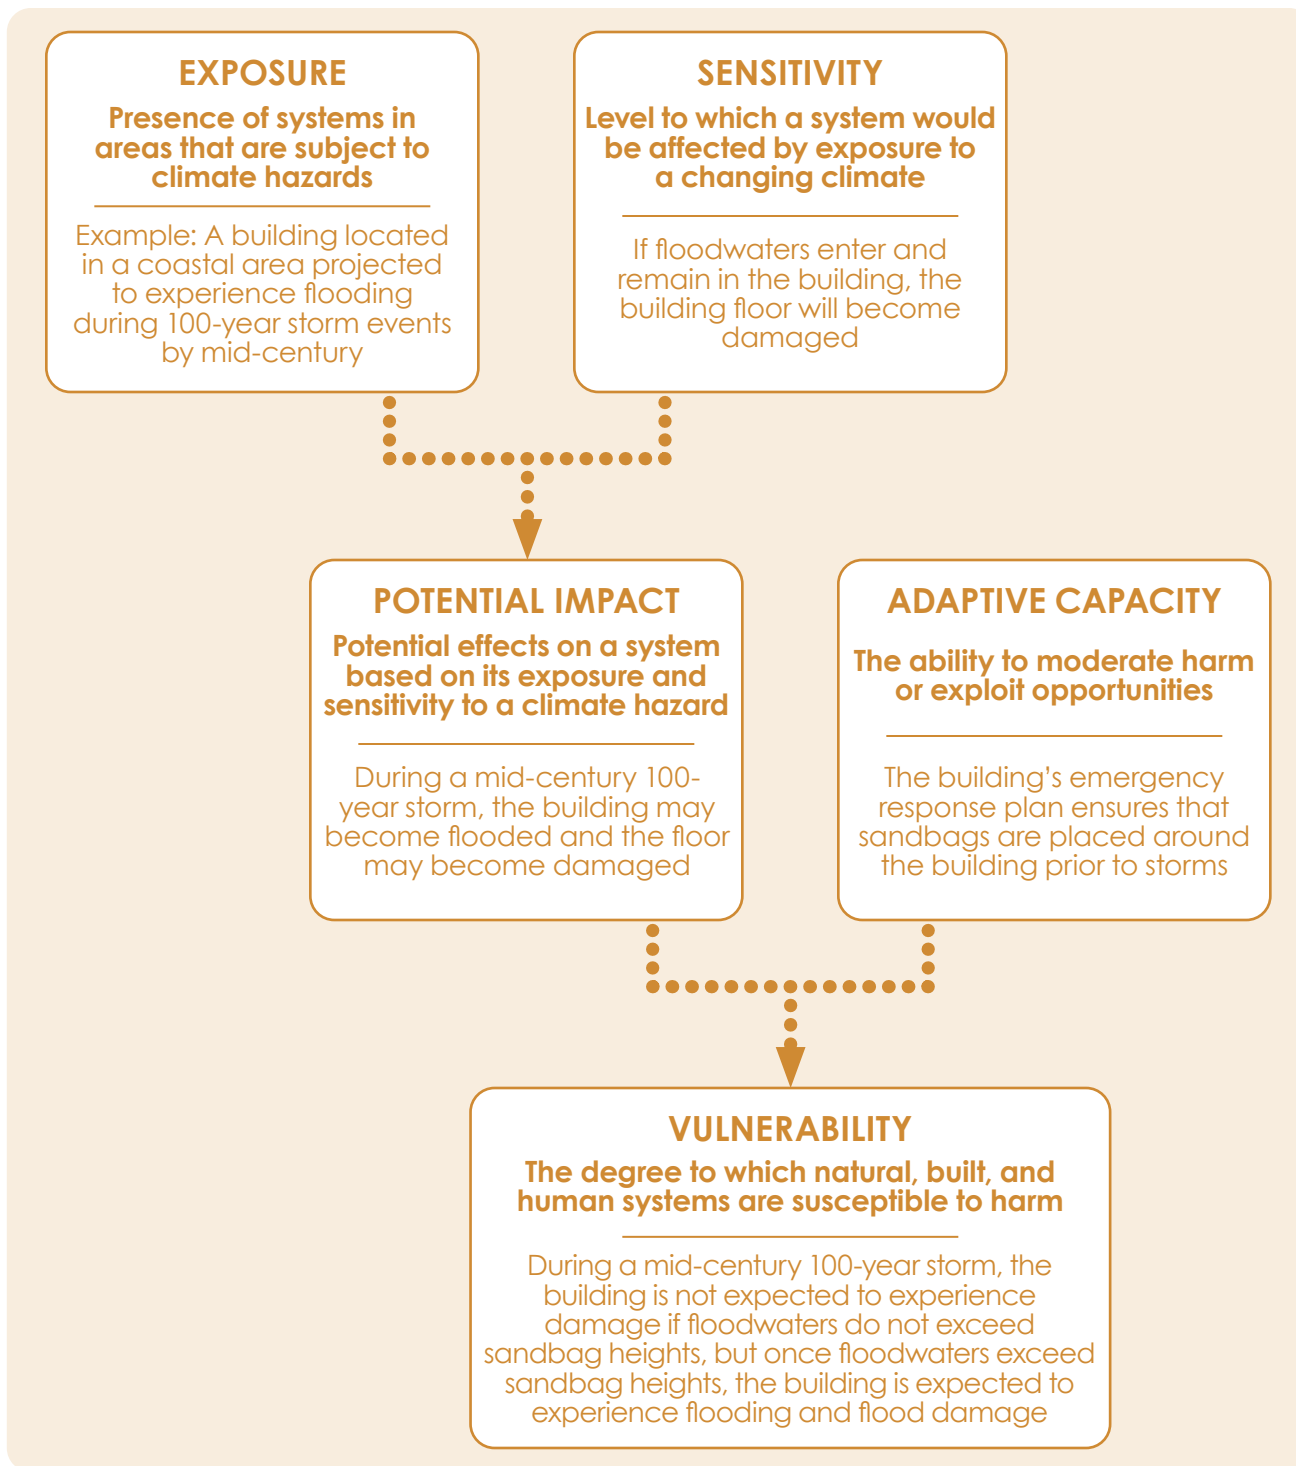 EXPOSURE
Presence of systems in
areas that are subject to
climate hazards
Example: A building located
in a coastal area projected
to experience flooding
during 100-year storm events
by mid-century
SENSITIVITY
Level to which a system would
be affected by exposure to
a changing climate
If floodwaters enter and
remain in the building, the
building floor will become
damaged
POTENTIAL IMPACT
Potential effects on a system
based on its exposure and
sensitivity to a climate hazard
During a mid-century 100-
year storm, the building may
become flooded and the floor
may become damaged
ADAPTIVE CAPACITY
The ability to moderate harm
or exploit opportunities
The building’s emergency
response plan ensures that
sandbags are placed around
the building prior to storms
VULNERABILITY
The degree to which natural, built, and
human systems are susceptible to harm
During a mid-century 100-year storm, the
building is not expected to experience
damage if floodwaters do not exceed
sandbag heights, but once floodwaters exceed
sandbag heights, the building is expected to
experience flooding and flood damage